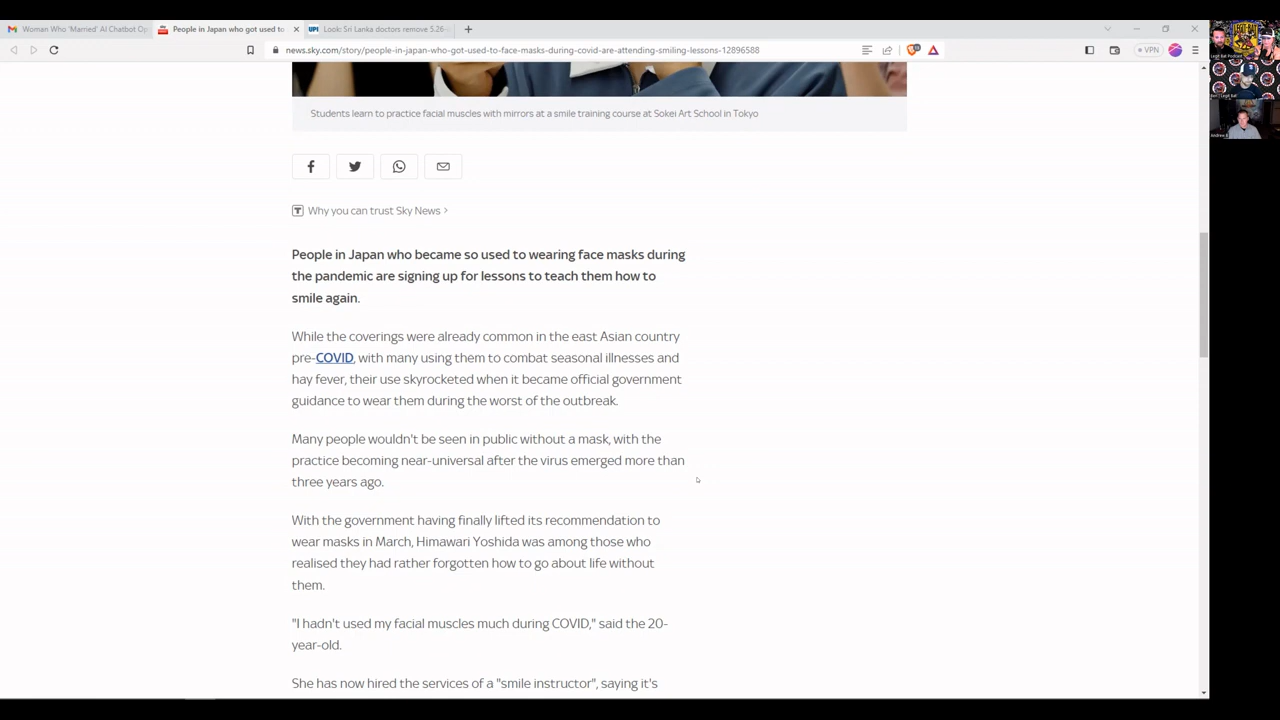 Woman Who 'Married' AI Chatbot Op
People in Japan who got used to
Look: Sri Lanka doctors remove 5.26-
news.sky.com/story/people-in-japan-who-got-used-to-face-masks-during-covid-are-attending-smiling-lessons-12896588
VPN
Students learn to practice facial muscles with mirrors at a smile training course at Sokei Art School in Tokyo
Why you can trust Sky News >
People in Japan who became so used to wearing face masks during
the pandemic are signing up for lessons to teach them how to
smile again.
While the coverings were already common in the east Asian country
pre-COVID, with many using them to combat seasonal illnesses and
hay fever, their use skyrocketed when it became official government
guidance to wear them during the worst of the outbreak.
Many people wouldn't be seen in public without a mask, with the
practice becoming near-universal after the virus emerged more than
three years ago.
With the government having finally lifted its recommendation to
wear masks in March, Himawari Yoshida was among those who
realised they had rather forgotten how to go about life without
them.
"I hadn't used my facial muscles much during COVID," said the 20-
year-old.
She has now hired the services of a "smile instructor", saying it's